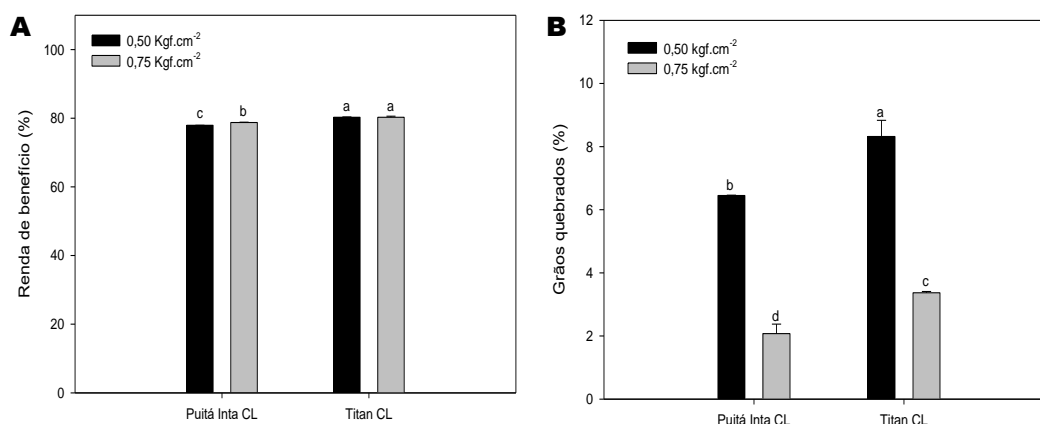 A
Renda de benefício (%)
100
80
60
40
20
0
0,50 Kgf.cm-2
0,75 Kgf.cm-2
c
b
a
a
Puitá Inta CL
Titan CL
B
Grãos quebrados (%)
12
10
8
6
4
2
0
0,50 kgf.cm-2
0,75 kgf.cm-2
b
d
a
c
Puitá Inta CL
Titan CL